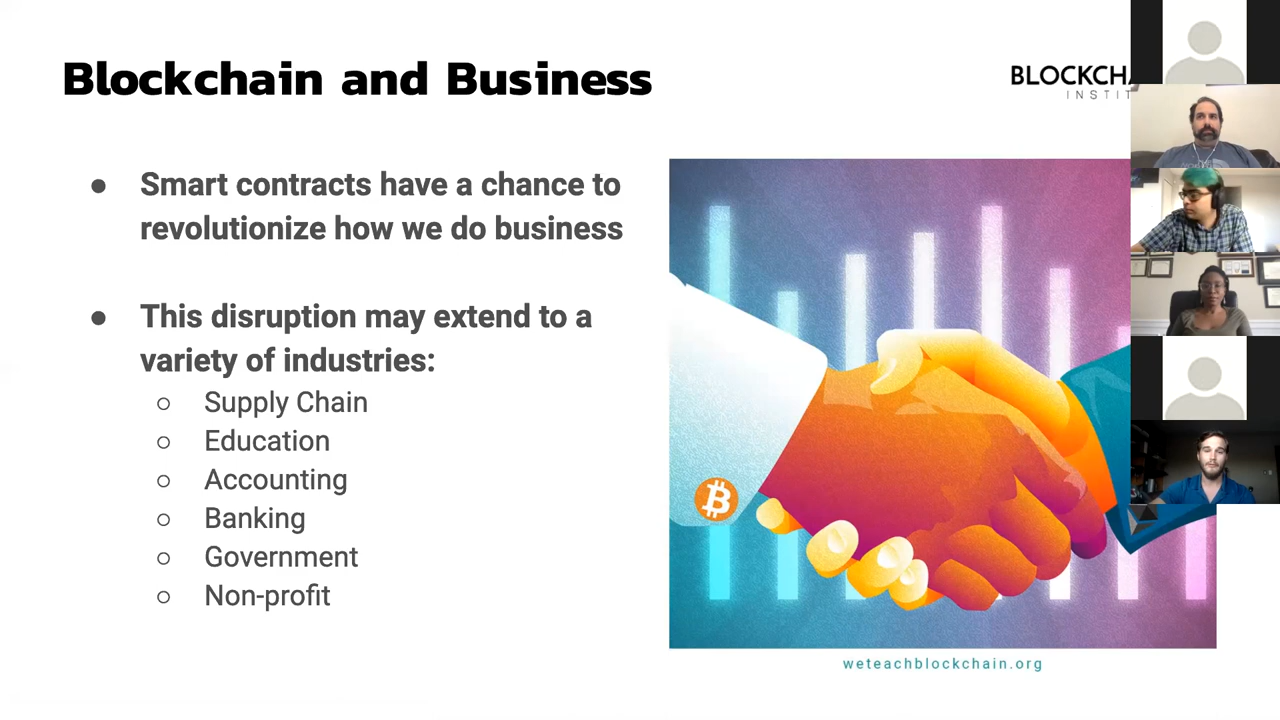 Blockchain and Business
BLOCKCHA
INSTIT
● Smart contracts have a chance to
revolutionize how we do business
● This disruption may extend to a
variety of industries:
○ Supply Chain
○ Education
○ Accounting
○ Banking
○ Government
○ Non-profit
weteachblockchain.org